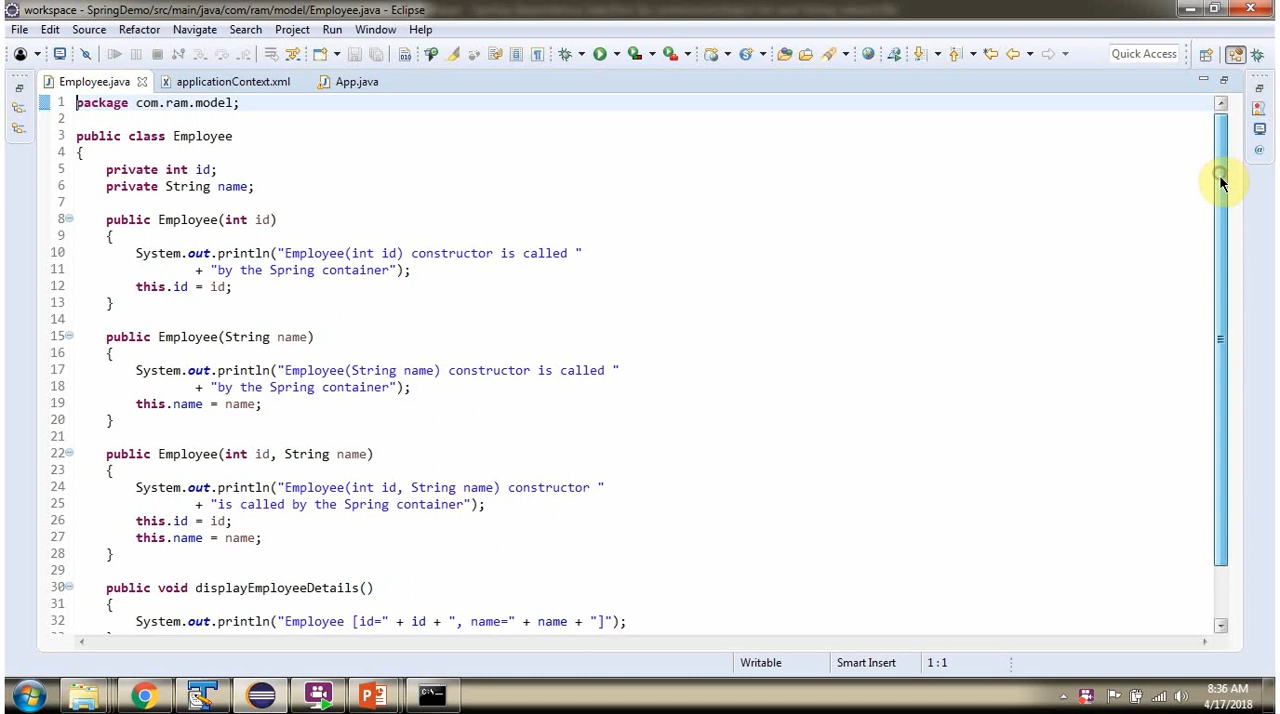 workspace - SpringDemo/src/main/java/com/ram/model/Employee.java - Eclipse
File Edit Source Refactor Navigate Search Project Run Window Help
Quick Access
Employee.java applicationContext.xml App.java
1 package com.ram.model;
2
3 public class Employee
4 {
5 private int id;
6 private String name;
7
8 public Employee(int id)
9 {
10 System.out.println("Employee(int id) constructor is called "
11 + "by the Spring container");
12 this.id = id;
13 }
14
15 public Employee(String name)
16 {
17 System.out.println("Employee(String name) constructor is called "
18 + "by the Spring container");
19 this.name = name;
20 }
21
22 public Employee(int id, String name)
23 {
24 System.out.println("Employee(int id, String name) constructor "
25 + "is called by the Spring container");
26 this.id = id;
27 this.name = name;
28 }
29
30 public void displayEmployeeDetails()
31 {
32 System.out.println("Employee [id=" + id + ", name=" + name + "]");
Writable Smart Insert 1 : 1
8:36 AM
4/17/2018